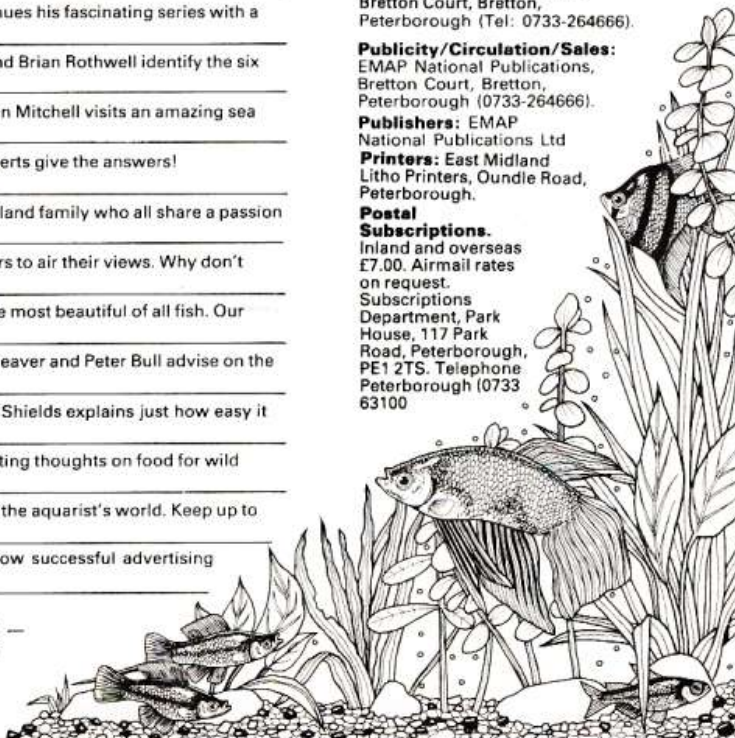 nues his fascinating series with a
nd Brian Rothwell identify the six
n Mitchell visits an amazing sea
erts give the answers!
land family who all share a passion
rs to air their views. Why don't
e most beautiful of all fish. Our
eaver and Peter Bull advise on the
Shields explains just how easy it
ting thoughts on food for wild
the aquarist's world. Keep up to
ow successful advertising
Bretton Court, Bretton,
Peterborough (Tel: 0733-264666).
Publicity/Circulation/Sales:
EMAP National Publications,
Bretton Court, Bretton,
Peterborough (0733-264666).
Publishers: EMAP
National Publications Ltd
Printers: East Midland
Litho Printers, Oundle Road,
Peterborough.
Postal
Subscriptions.
Inland and overseas
£7.00. Airmail rates
on request.
Subscriptions
Department, Park
House, 117 Park
Road, Peterborough,
PE1 2TS. Telephone
Peterborough (0733
63100